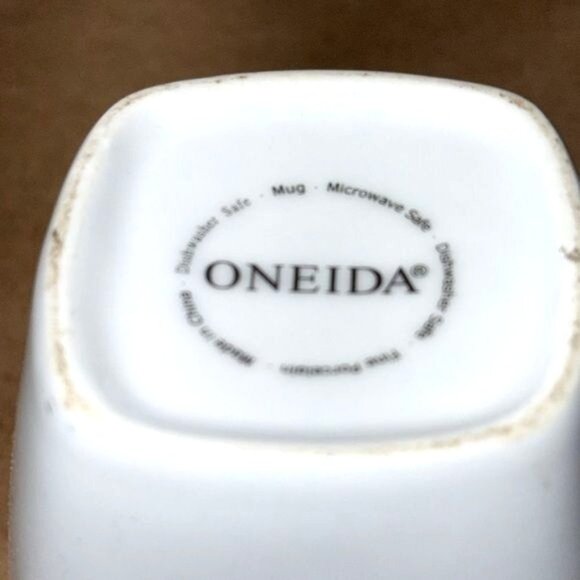 Mug · Microwave Safe · Dishwasher Safe · Fine Porcelain · Made in China · Dishwasher Safe ·
ONEIDA®